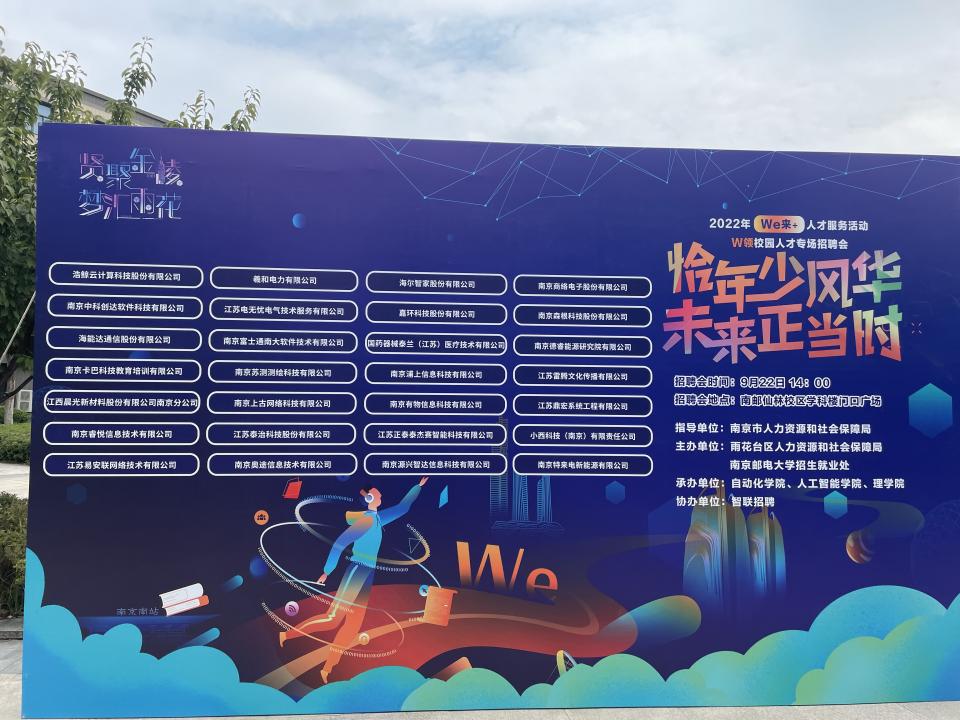 贤聚金陵
梦汇雨花
2022年 We来+ 人才服务活动
W领校园人才专场招聘会
恰年少风华
未来正当时
招聘会时间：9月22日 14：00
招聘会地点：南邮仙林校区学科楼门口广场
指导单位：南京市人力资源和社会保障局
主办单位：雨花台区人力资源和社会保障局
南京邮电大学招生就业处
承办单位：自动化学院、人工智能学院、理学院
协办单位：智联招聘
浩鲸云计算科技股份有限公司
羲和电力有限公司
海尔智家股份有限公司
南京商络电子股份有限公司
南京中科创达软件科技有限公司
江苏电无忧电气技术服务有限公司
嘉环科技股份有限公司
南京森根科技股份有限公司
海能达通信股份有限公司
南京富士通南大软件技术有限公司
国药器械泰兰（江苏）医疗技术有限公司
南京德睿能源研究院有限公司
南京卡巴科技教育培训有限公司
南京苏测测绘科技有限公司
南京浦上信息科技有限公司
江苏雷腾文化传播有限公司
江西晨光新材料股份有限公司南京分公司
南京上古网络科技有限公司
南京有物信息科技有限公司
江苏鼎宏系统工程有限公司
南京睿悦信息技术有限公司
江苏泰治科技股份有限公司
江苏正泰泰杰赛智能科技有限公司
小西科技（南京）有限责任公司
江苏易安联网络技术有限公司
南京奥途信息技术有限公司
南京源兴智达信息科技有限公司
南京特来电新能源有限公司
We
南京南站